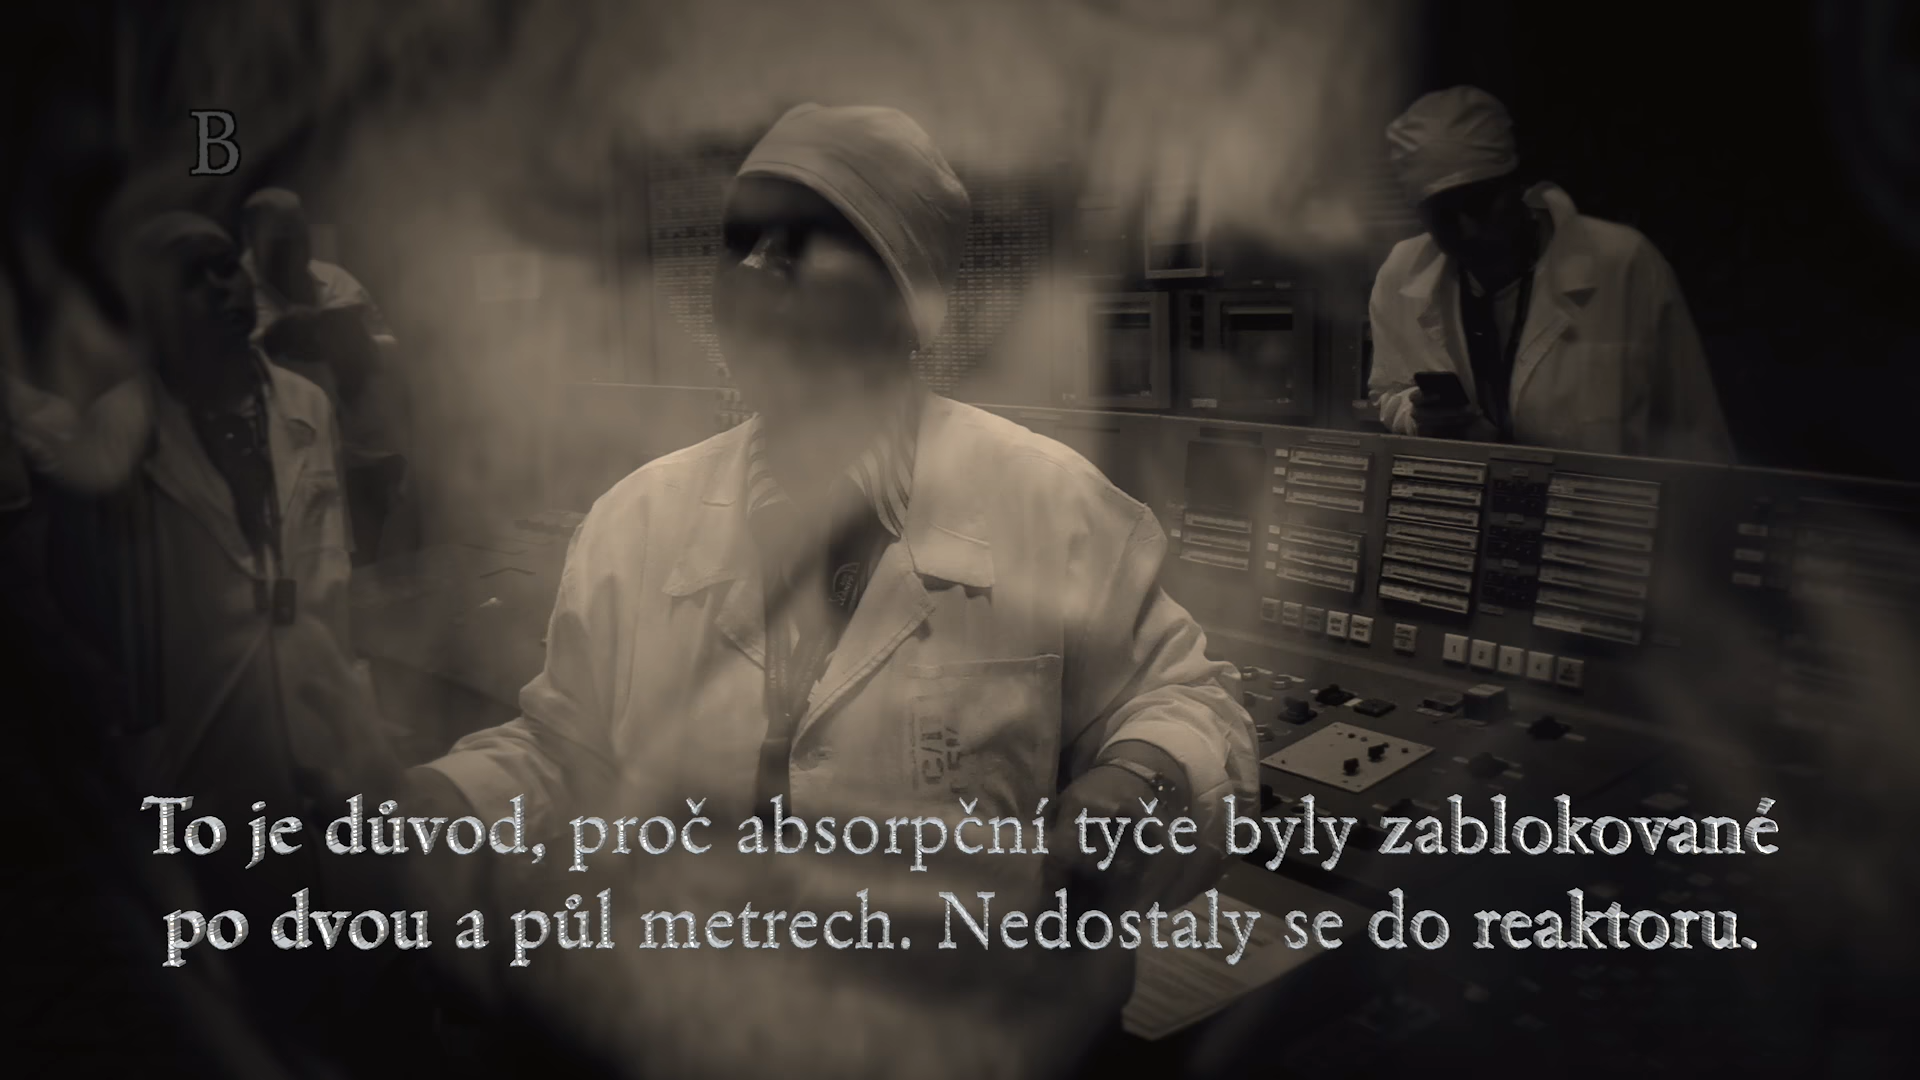 B
To je důvod, proč absorpční tyče byly zablokované
po dvou a půl metrech. Nedostaly se do reaktoru.